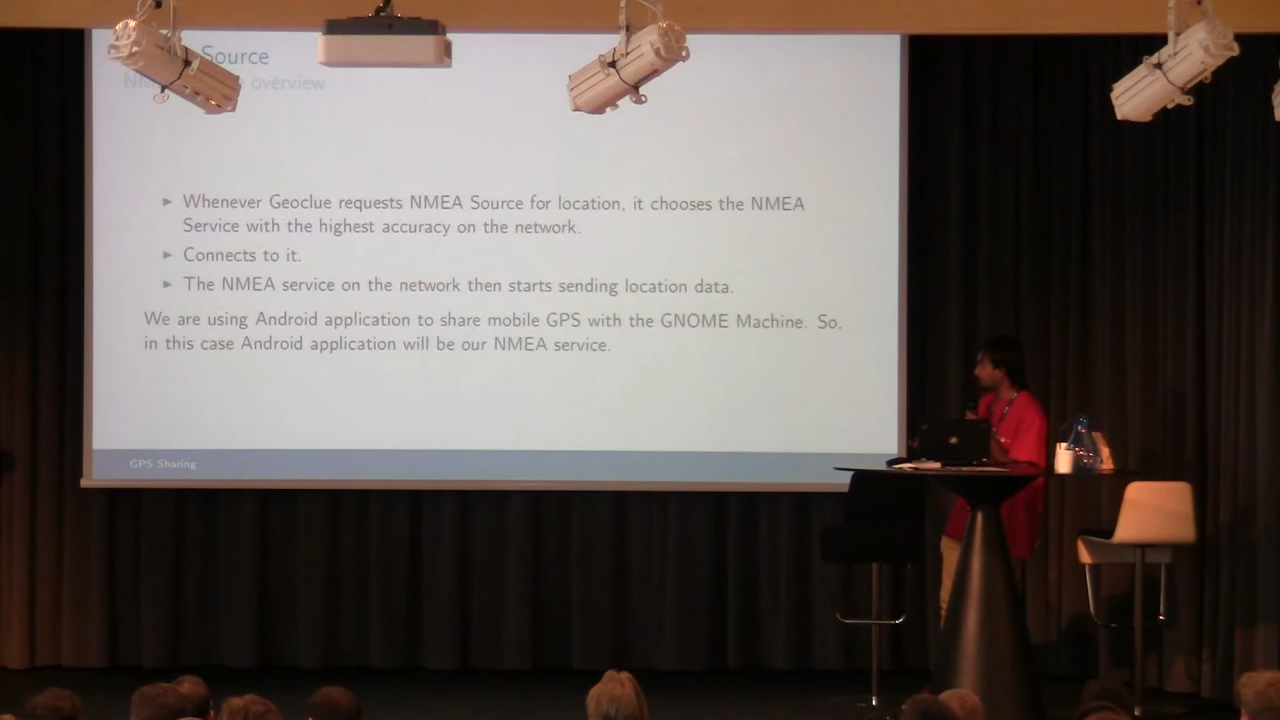 Source
overview
▶ Whenever Geoclue requests NMEA Source for location, it chooses the NMEA
Service with the highest accuracy on the network.
▶ Connects to it.
▶ The NMEA service on the network then starts sending location data.
We are using Android application to share mobile GPS with the GNOME Machine. So,
in this case Android application will be our NMEA service.
GPS Sharing